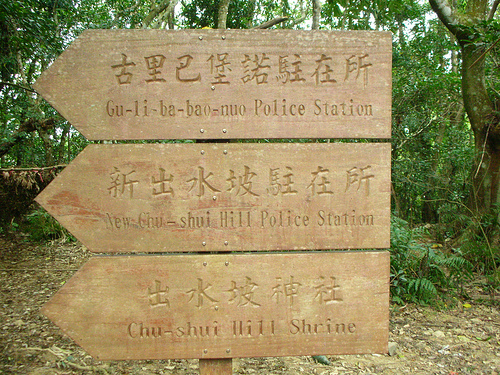 古里巴堡諾駐在所
Gu-li-ba-bao-nuo Police Station
新出水坡駐在所
New Chu-shui Hill Police Station
出水坡神社
Chu-shui Hill Shrine